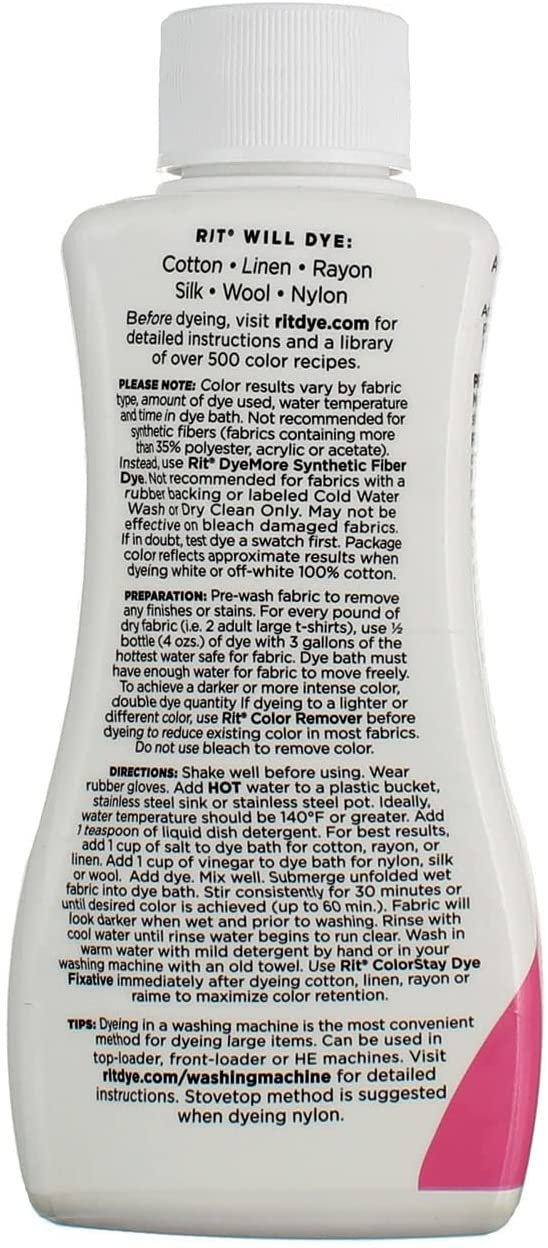 RIT® WILL DYE:
Cotton • Linen • Rayon
Silk • Wool • Nylon
Before dyeing, visit ritdye.com for
detailed instructions and a library
of over 500 color recipes.
PLEASE NOTE: Color results vary by fabric
type, amount of dye used, water temperature
and time in dye bath. Not recommended for
synthetic fibers (fabrics containing more
than 35% polyester, acrylic or acetate).
Instead, use Rit® DyeMore Synthetic Fiber
Dye. Not recommended for fabrics with a
rubber backing or labeled Cold Water
Wash or Dry Clean Only. May not be
effective on bleach damaged fabrics.
If in doubt, test dye a swatch first. Package
color reflects approximate results when
dyeing white or off-white 100% cotton.
PREPARATION: Pre-wash fabric to remove
any finishes or stains. For every pound of
dry fabric (i.e. 2 adult large t-shirts), use ½
bottle (4 ozs.) of dye with 3 gallons of the
hottest water safe for fabric. Dye bath must
have enough water for fabric to move freely.
To achieve a darker or more intense color,
double dye quantity If dyeing to a lighter or
different color, use Rit® Color Remover before
dyeing to reduce existing color in most fabrics.
Do not use bleach to remove color.
DIRECTIONS: Shake well before using. Wear
rubber gloves. Add HOT water to a plastic bucket,
stainless steel sink or stainless steel pot. Ideally,
water temperature should be 140°F or greater. Add
1 teaspoon of liquid dish detergent. For best results,
add 1 cup of salt to dye bath for cotton, rayon, or
linen. Add 1 cup of vinegar to dye bath for nylon, silk
or wool. Add dye. Mix well. Submerge unfolded wet
fabric into dye bath. Stir consistently for 30 minutes or
until desired color is achieved (up to 60 min.). Fabric will
look darker when wet and prior to washing. Rinse with
cool water until rinse water begins to run clear. Wash in
warm water with mild detergent by hand or in your
washing machine with an old towel. Use Rit® ColorStay Dye
Fixative immediately after dyeing cotton, linen, rayon or
raime to maximize color retention.
TIPS: Dyeing in a washing machine is the most convenient
method for dyeing large items. Can be used in
top-loader, front-loader or HE machines. Visit
ritdye.com/washingmachine for detailed
instructions. Stovetop method is suggested
when dyeing nylon.